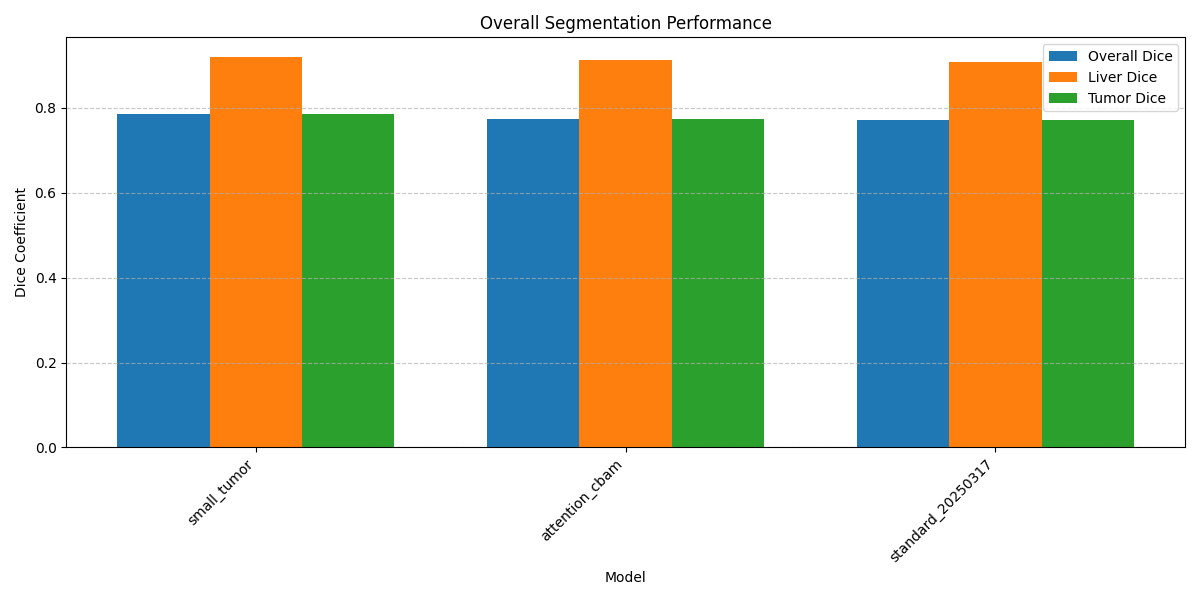 Overall Segmentation Performance
Overall Dice
Liver Dice
Tumor Dice
Dice Coefficient
0.8
0.6
0.4
0.2
0.0
small_tumor
attention_cbam
standard_20250317
Model